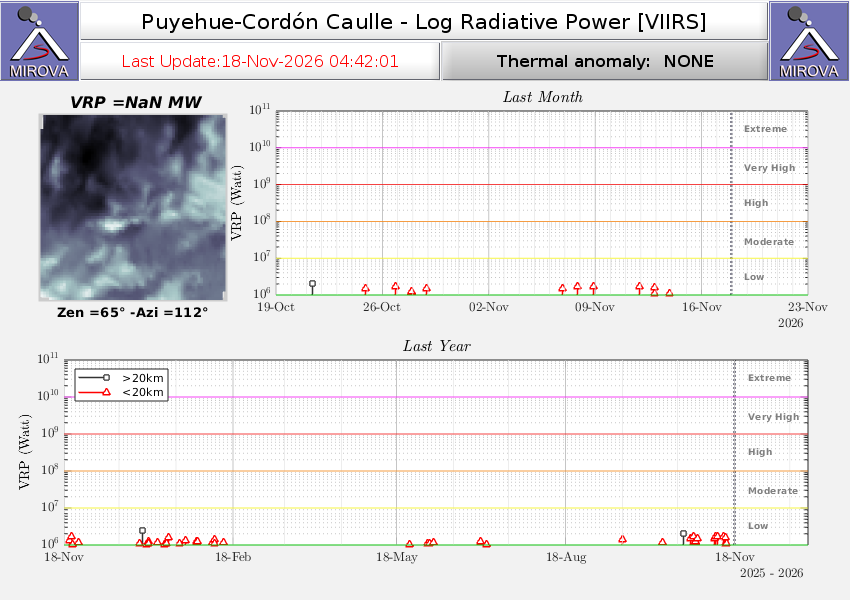 Puyehue-Cordón Caulle - Log Radiative Power [VIIRS]
MIROVA
Last Update:18-Nov-2026 04:42:01
Thermal anomaly: NONE
MIROVA
VRP =NaN MW
Zen =65° -Azi =112°
Last Month
VRP (Watt)
10^11
10^10
10^9
10^8
10^7
10^6
Extreme
Very High
High
Moderate
Low
19-Oct 26-Oct 02-Nov 09-Nov 16-Nov 23-Nov
2026
Last Year
VRP (Watt)
10^11
10^10
10^9
10^8
10^7
10^6
>20km
<20km
Extreme
Very High
High
Moderate
Low
18-Nov 18-Feb 18-May 18-Aug 18-Nov
2025 - 2026